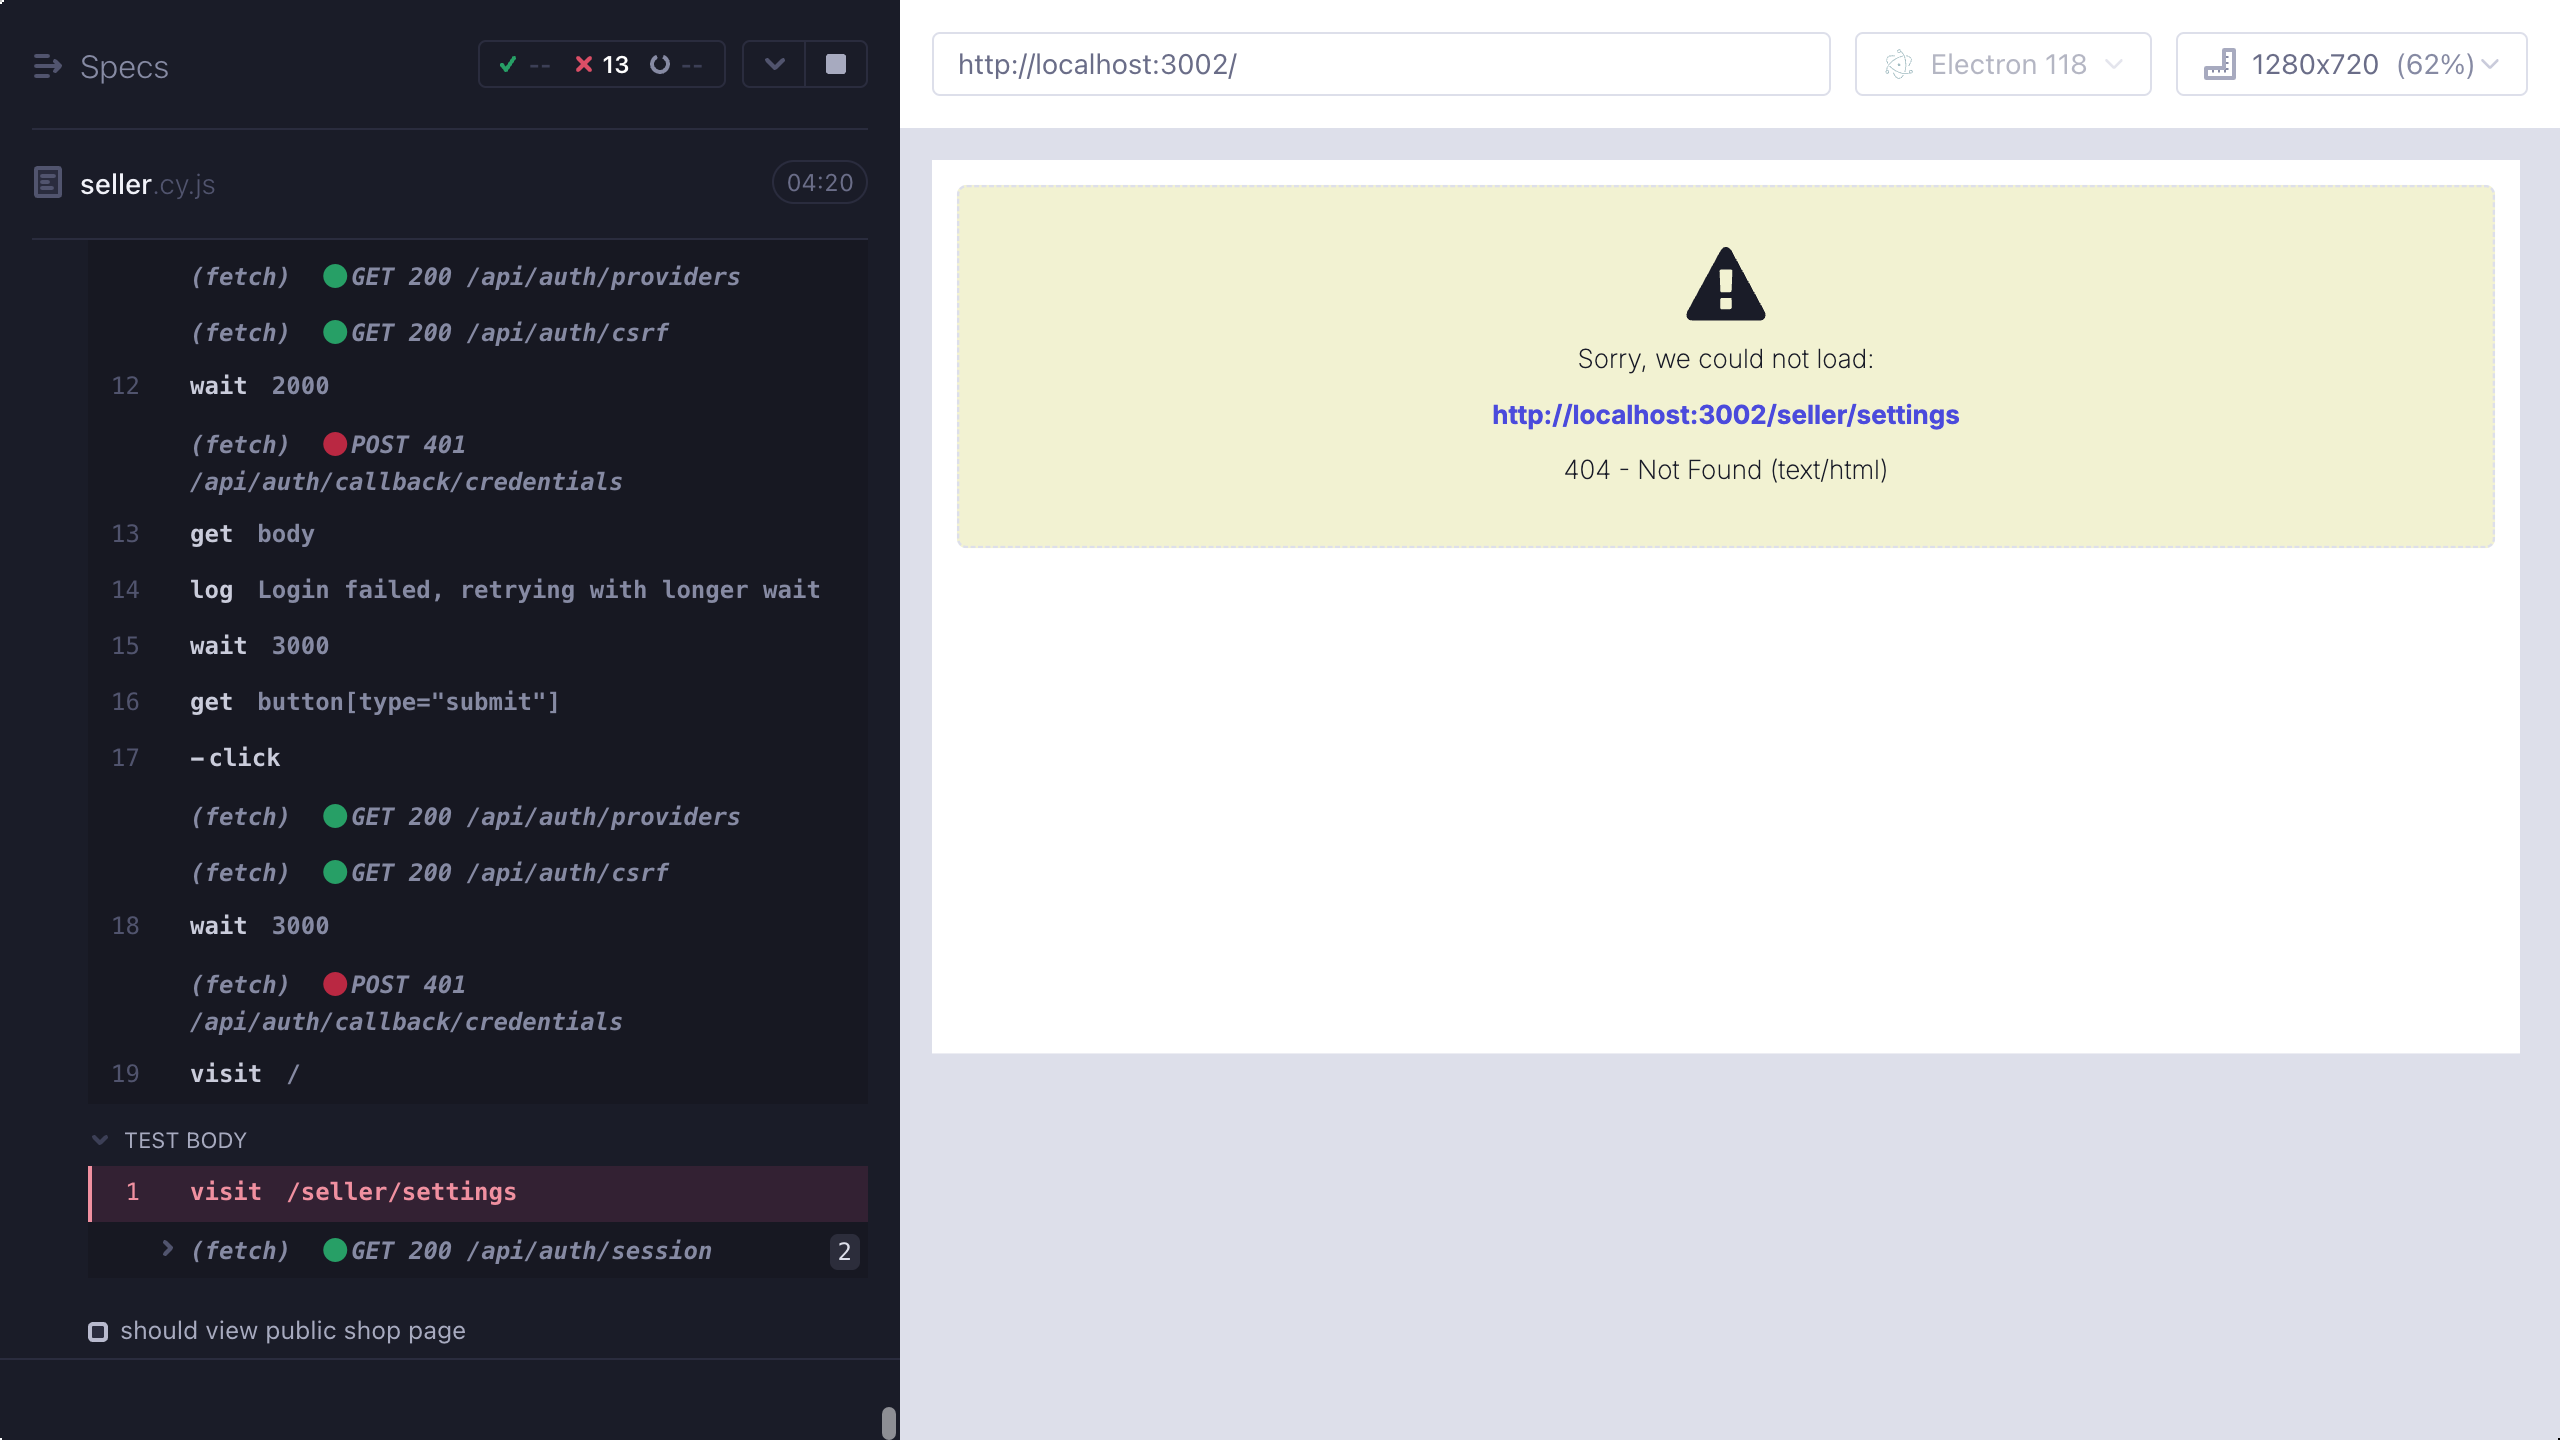 Specs
-- 13 --
seller.cy.js
04:20
(fetch) GET 200 /api/auth/providers
(fetch) GET 200 /api/auth/csrf
12 wait 2000
(fetch) POST 401
/api/auth/callback/credentials
13 get body
14 log Login failed, retrying with longer wait
15 wait 3000
16 get button[type="submit"]
17 -click
(fetch) GET 200 /api/auth/providers
(fetch) GET 200 /api/auth/csrf
18 wait 3000
(fetch) POST 401
/api/auth/callback/credentials
19 visit /
TEST BODY
1 visit /seller/settings
(fetch) GET 200 /api/auth/session 2
should view public shop page
http://localhost:3002/
Electron 118
1280x720 (62%)
Sorry, we could not load:
http://localhost:3002/seller/settings
404 - Not Found (text/html)